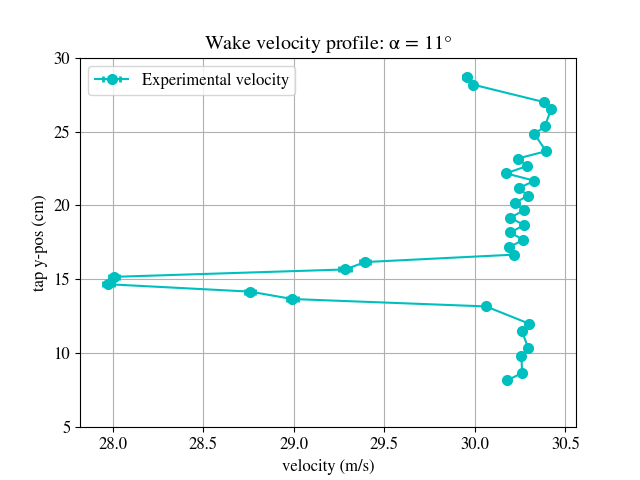 Wake velocity profile: α = 11°
Experimental velocity
tap y-pos (cm)
30
25
20
15
10
5
28.0 28.5 29.0 29.5 30.0 30.5
velocity (m/s)